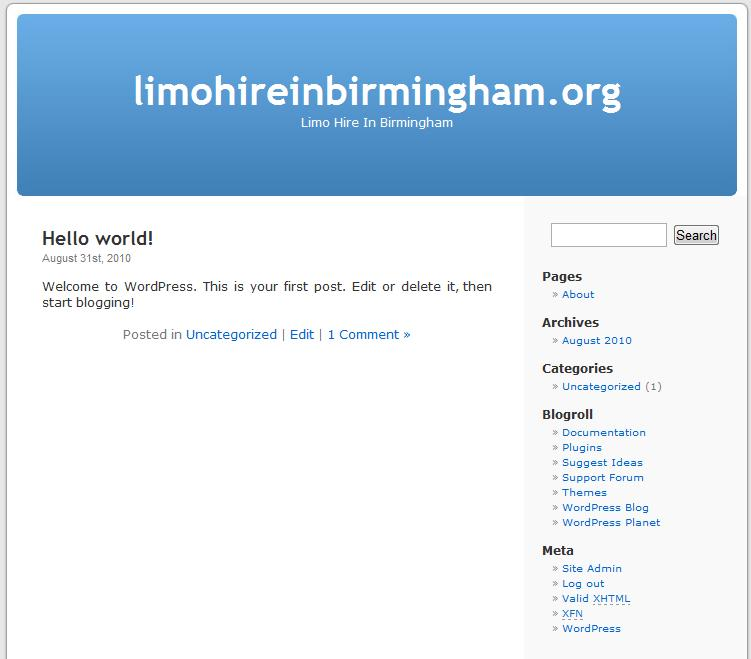 limohireinbirmingham.org
Limo Hire In Birmingham
Hello world!
August 31st, 2010
Welcome to WordPress. This is your first post. Edit or delete it, then
start blogging!
Posted in Uncategorized | Edit | 1 Comment »
Search
Pages
» About
Archives
» August 2010
Categories
» Uncategorized (1)
Blogroll
» Documentation
» Plugins
» Suggest Ideas
» Support Forum
» Themes
» WordPress Blog
» WordPress Planet
Meta
» Site Admin
» Log out
» Valid XHTML
» XFN
» WordPress